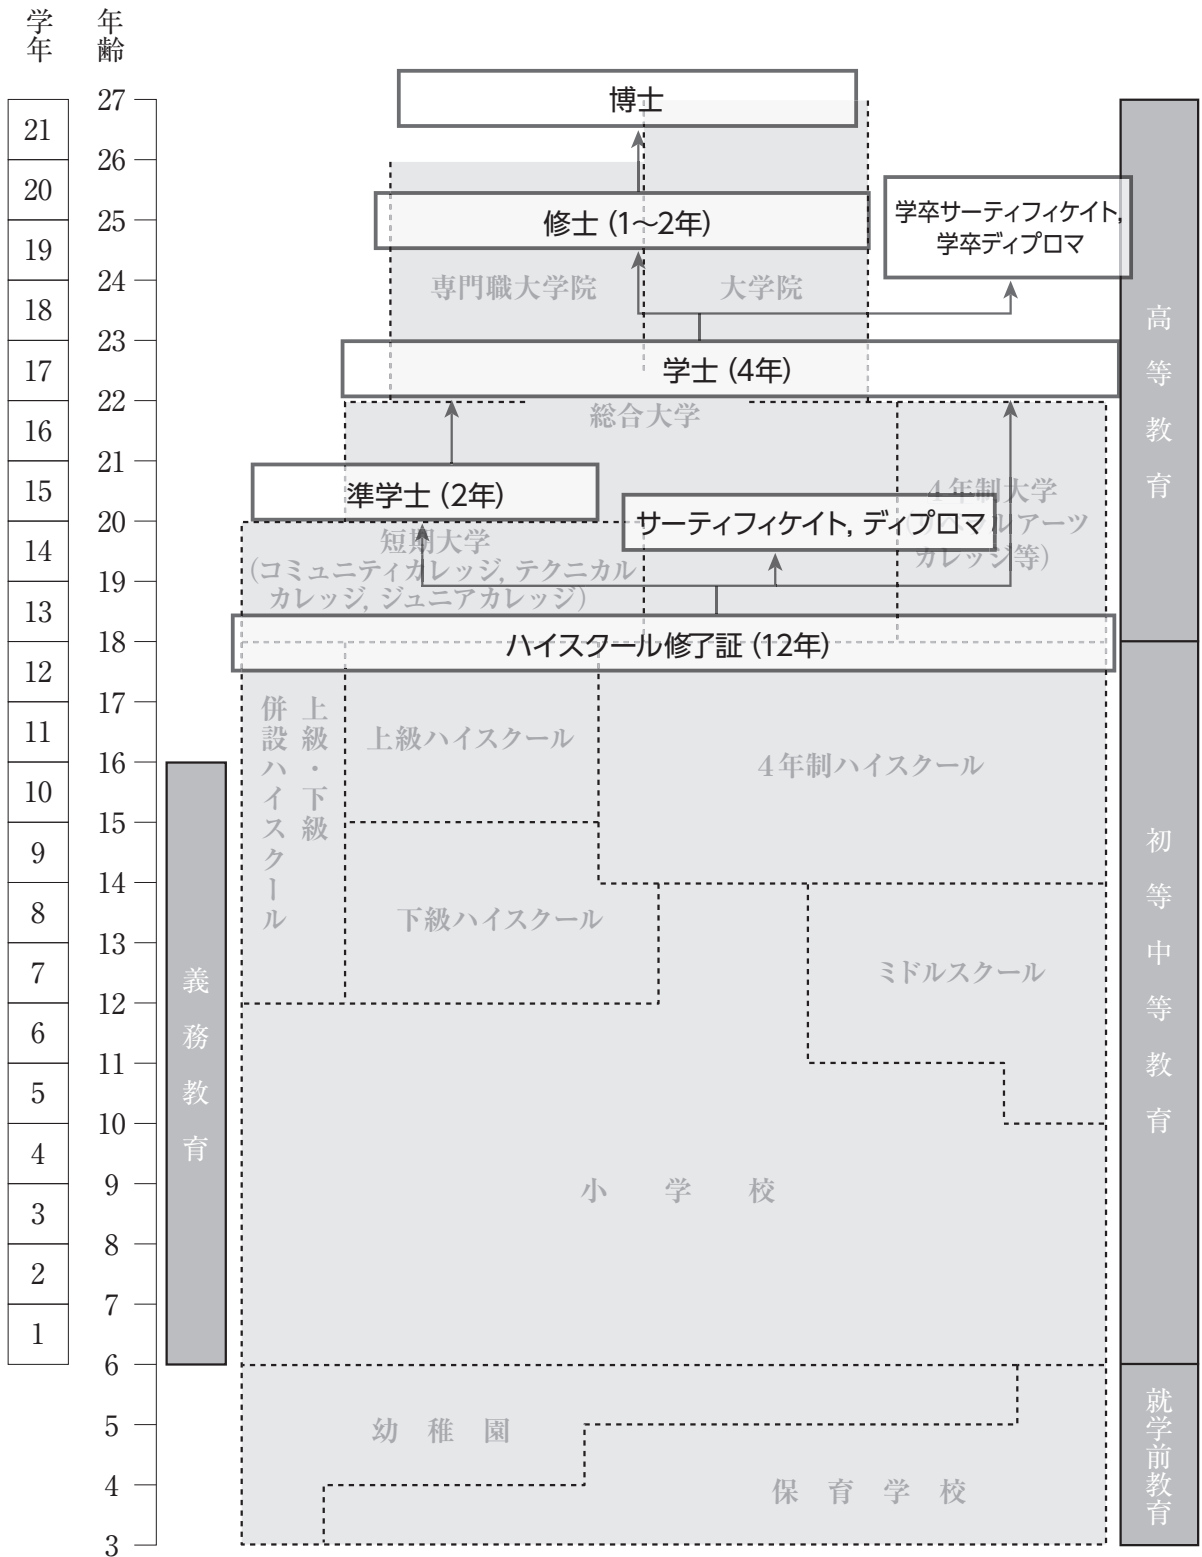 学年
年齢
27
21
26
20
25
19
24
18
23
17
22
16
21
15
20
14
19
13
18
12
17
11
16
10
15
9
14
8
13
7
12
6
11
5
10
4
9
3
8
2
7
1
6
5
4
3
博士
修士（1〜2年）
学卒サーティフィケイト,
学卒ディプロマ
専門職大学院
大学院
学士（4年）
総合大学
準学士（2年）
4年制大学
サーティフィケイト, ディプロマ
ルアーツ
カレッジ等）
短期大学
（コミュニティカレッジ, テクニカル
カレッジ, ジュニアカレッジ）
ハイスクール修了証（12年）
上級・下級
併設ハイスクール
上級ハイスクール
4年制ハイスクール
下級ハイスクール
ミドルスクール
小学校
幼稚園
保育学校
義務教育
高等教育
初等中等教育
就学前教育